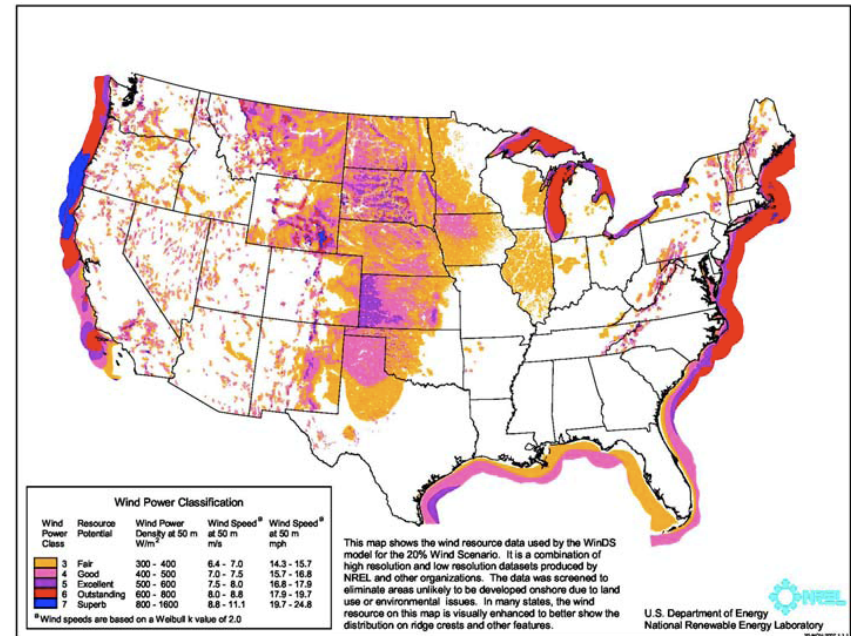 Wind Power Classification
Wind Power Class Resource Potential Wind Power Density at 50 m W/m² Wind Speed ᵃ at 50 m m/s Wind Speed ᵃ at 50 m mph
3 Fair 300 - 400 6.4 - 7.0 14.3 - 15.7
4 Good 400 - 500 7.0 - 7.5 15.7 - 16.8
5 Excellent 500 - 600 7.5 - 8.0 16.8 - 17.9
6 Outstanding 600 - 800 8.0 - 8.8 17.9 - 19.7
7 Superb 800 - 1600 8.8 - 11.1 19.7 - 24.8
ᵃ Wind speeds are based on a Weibull k value of 2.0
This map shows the wind resource data used by the WinDS
model for the 20% Wind Scenario. It is a combination of
high resolution and low resolution datasets produced by
NREL and other organizations. The data was screened to
eliminate areas unlikely to be developed onshore due to land
use or environmental issues. In many states, the wind
resource on this map is visually enhanced to better show the
distribution on ridge crests and other features.
NREL
U.S. Department of Energy
National Renewable Energy Laboratory